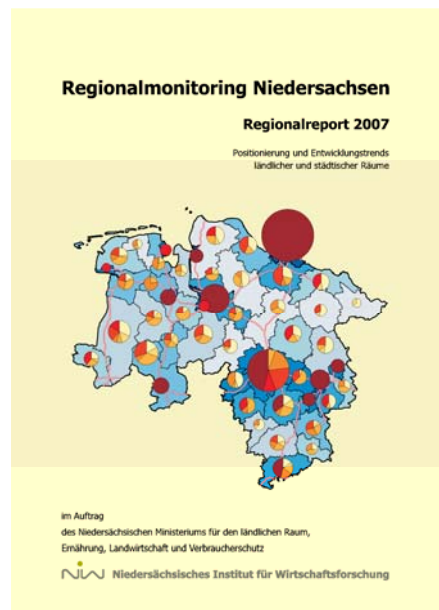 Regionalmonitoring Niedersachsen
Regionalreport 2007
Positionierung und Entwicklungstrends
ländlicher und städtischer Räume
im Auftrag
des Niedersächsischen Ministeriums für den ländlichen Raum,
Ernährung, Landwirtschaft und Verbraucherschutz
NIW Niedersächsisches Institut für Wirtschaftsforschung